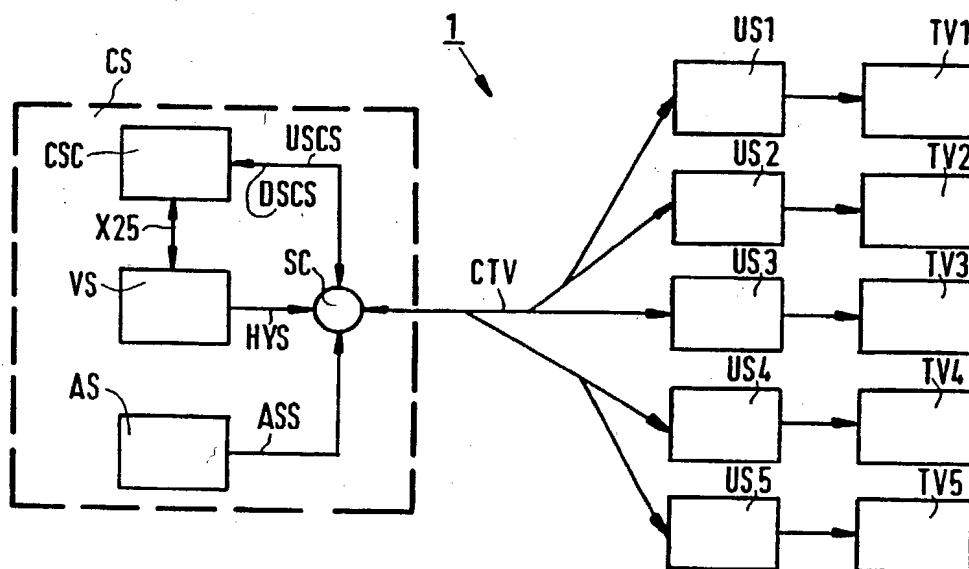 1
CS
CSC
USCS
DSCS
X25
VS
SC
HYS
AS
ASS
CTV
US1
TV1
US2
TV2
US3
TV3
US4
TV4
US5
TV5